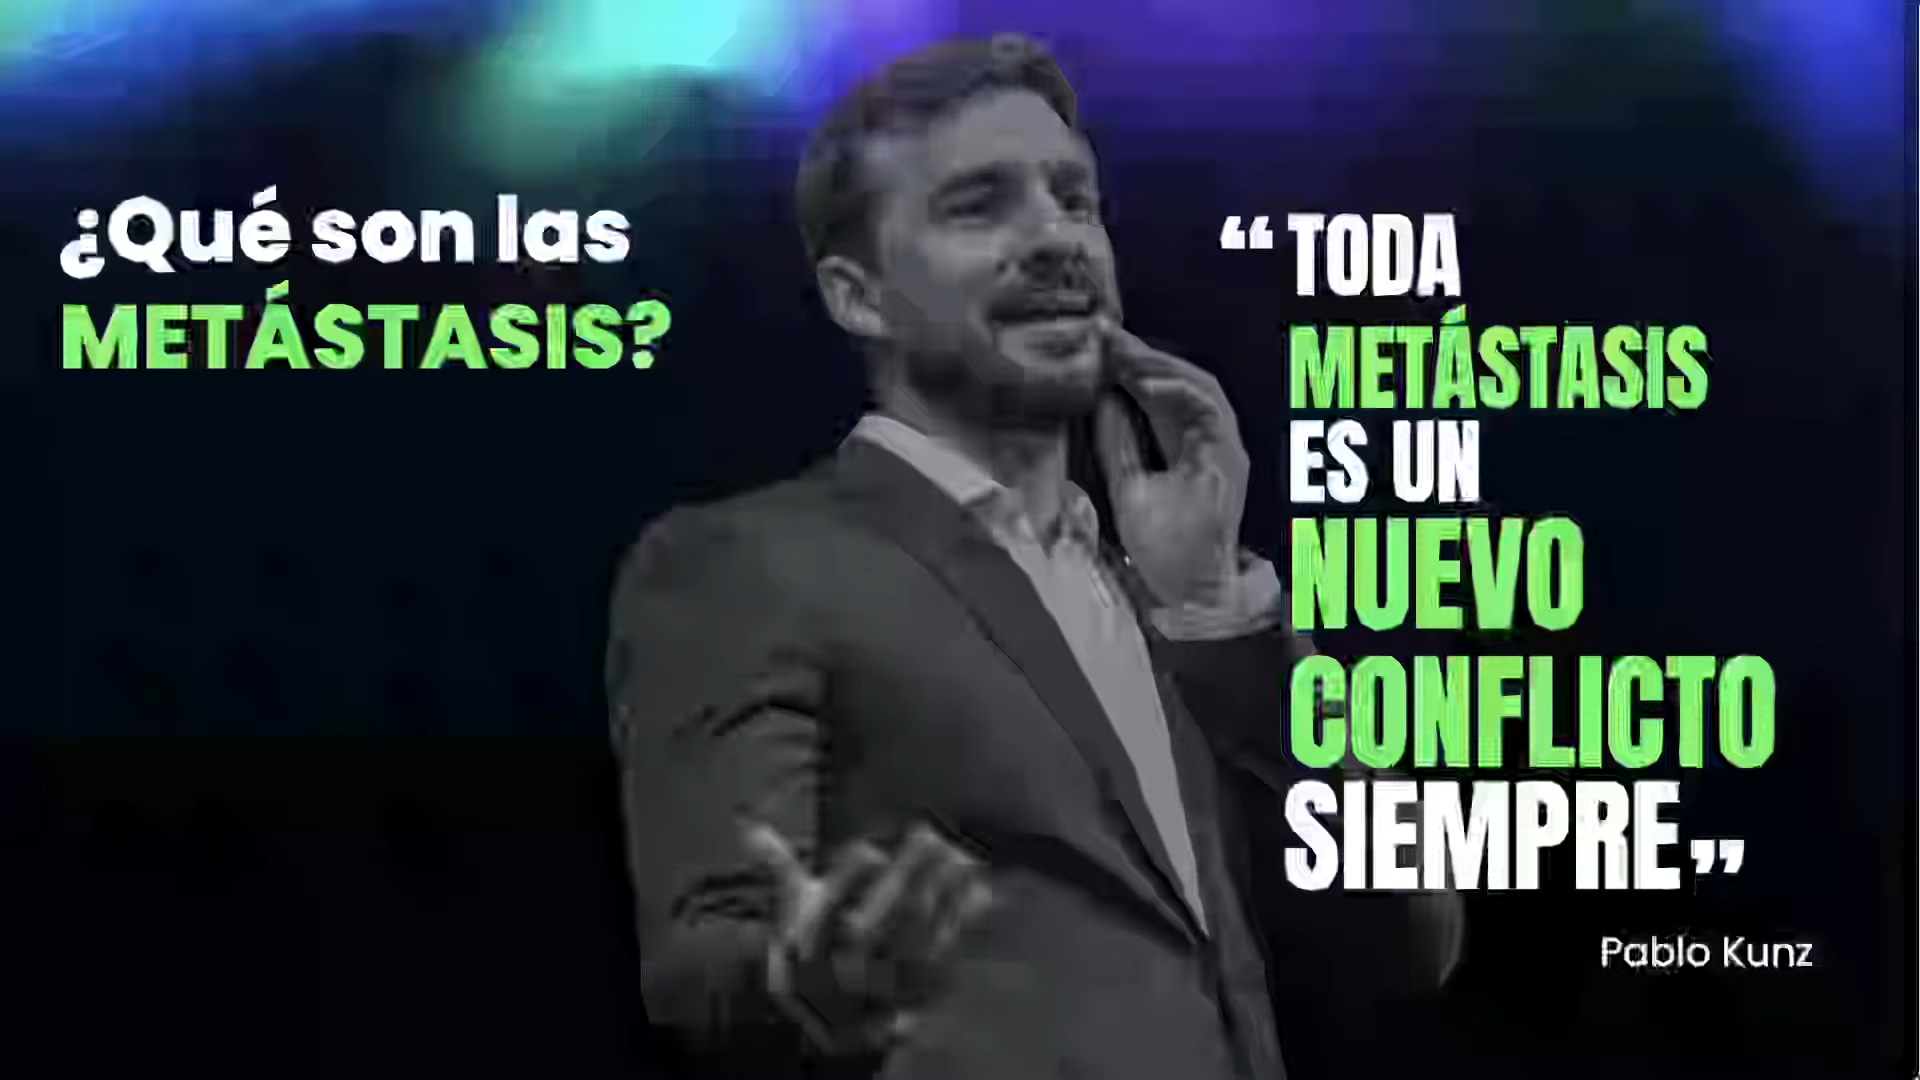 ¿Qué son las
METÁSTASIS?
“TODA
METÁSTASIS
ES UN
NUEVO
CONFLICTO
SIEMPRE”
Pablo Kunz